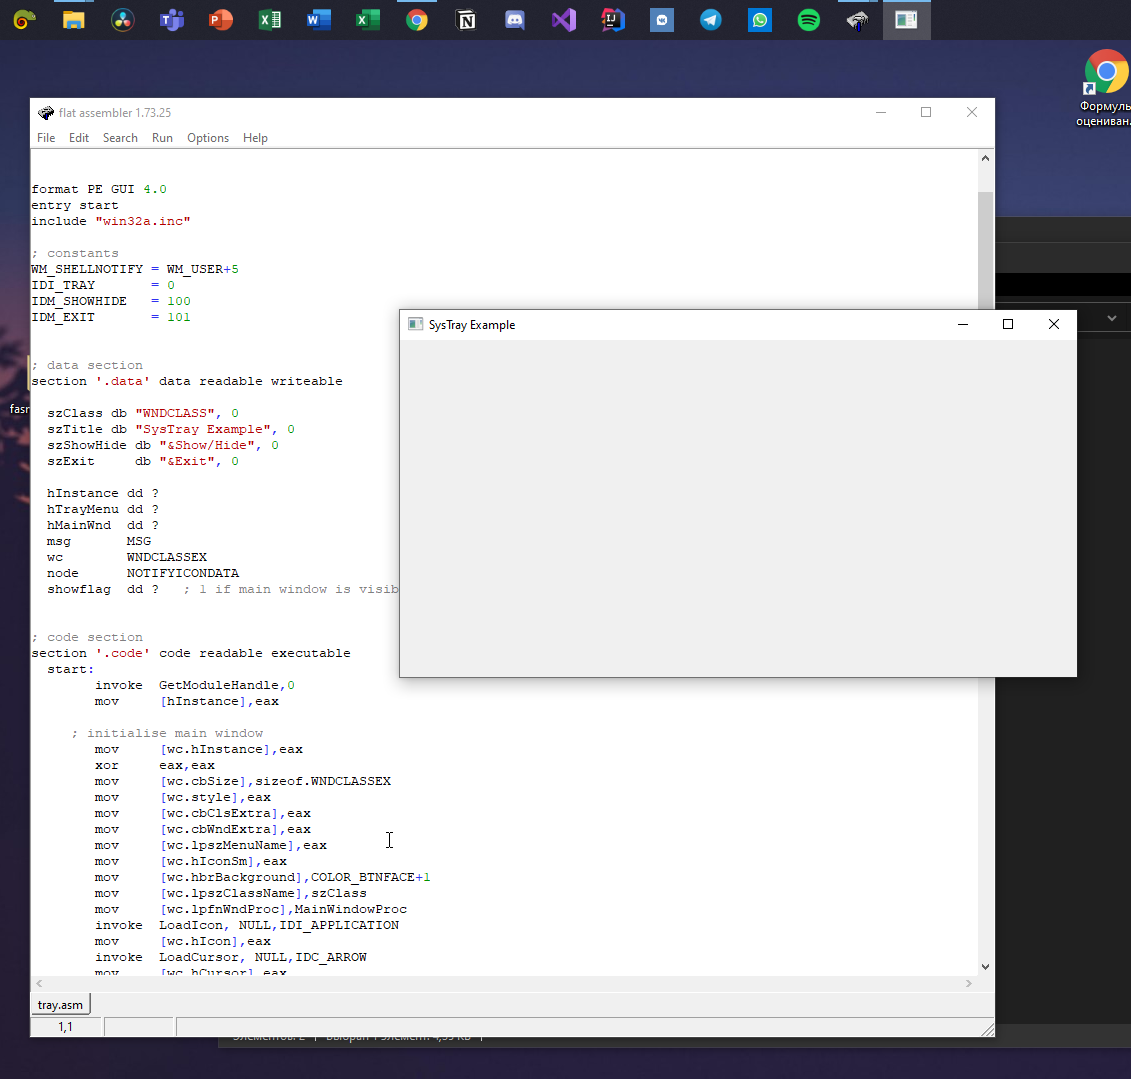 Формулы
оцениван...
flat assembler 1.73.25
File Edit Search Run Options Help
format PE GUI 4.0
entry start
include "win32a.inc"
; constants
WM_SHELLNOTIFY = WM_USER+5
IDI_TRAY = 0
IDM_SHOWHIDE = 100
IDM_EXIT = 101
; data section
section '.data' data readable writeable
szClass db "WNDCLASS", 0
szTitle db "SysTray Example", 0
szShowHide db "&Show/Hide", 0
szExit db "&Exit", 0
hInstance dd ?
hTrayMenu dd ?
hMainWnd dd ?
msg MSG
wc WNDCLASSEX
node NOTIFYICONDATA
showflag dd ? ; 1 if main window is visib
; code section
section '.code' code readable executable
start:
invoke GetModuleHandle,0
mov [hInstance],eax
; initialise main window
mov [wc.hInstance],eax
xor eax,eax
mov [wc.cbSize],sizeof.WNDCLASSEX
mov [wc.style],eax
mov [wc.cbClsExtra],eax
mov [wc.cbWndExtra],eax
mov [wc.lpszMenuName],eax
mov [wc.hIconSm],eax
mov [wc.hbrBackground],COLOR_BTNFACE+1
mov [wc.lpszClassName],szClass
mov [wc.lpfnWndProc],MainWindowProc
invoke LoadIcon, NULL,IDI_APPLICATION
mov [wc.hIcon],eax
invoke LoadCursor, NULL,IDC_ARROW
mov [wc.hCursor],eax
tray.asm
1,1
SysTray Example